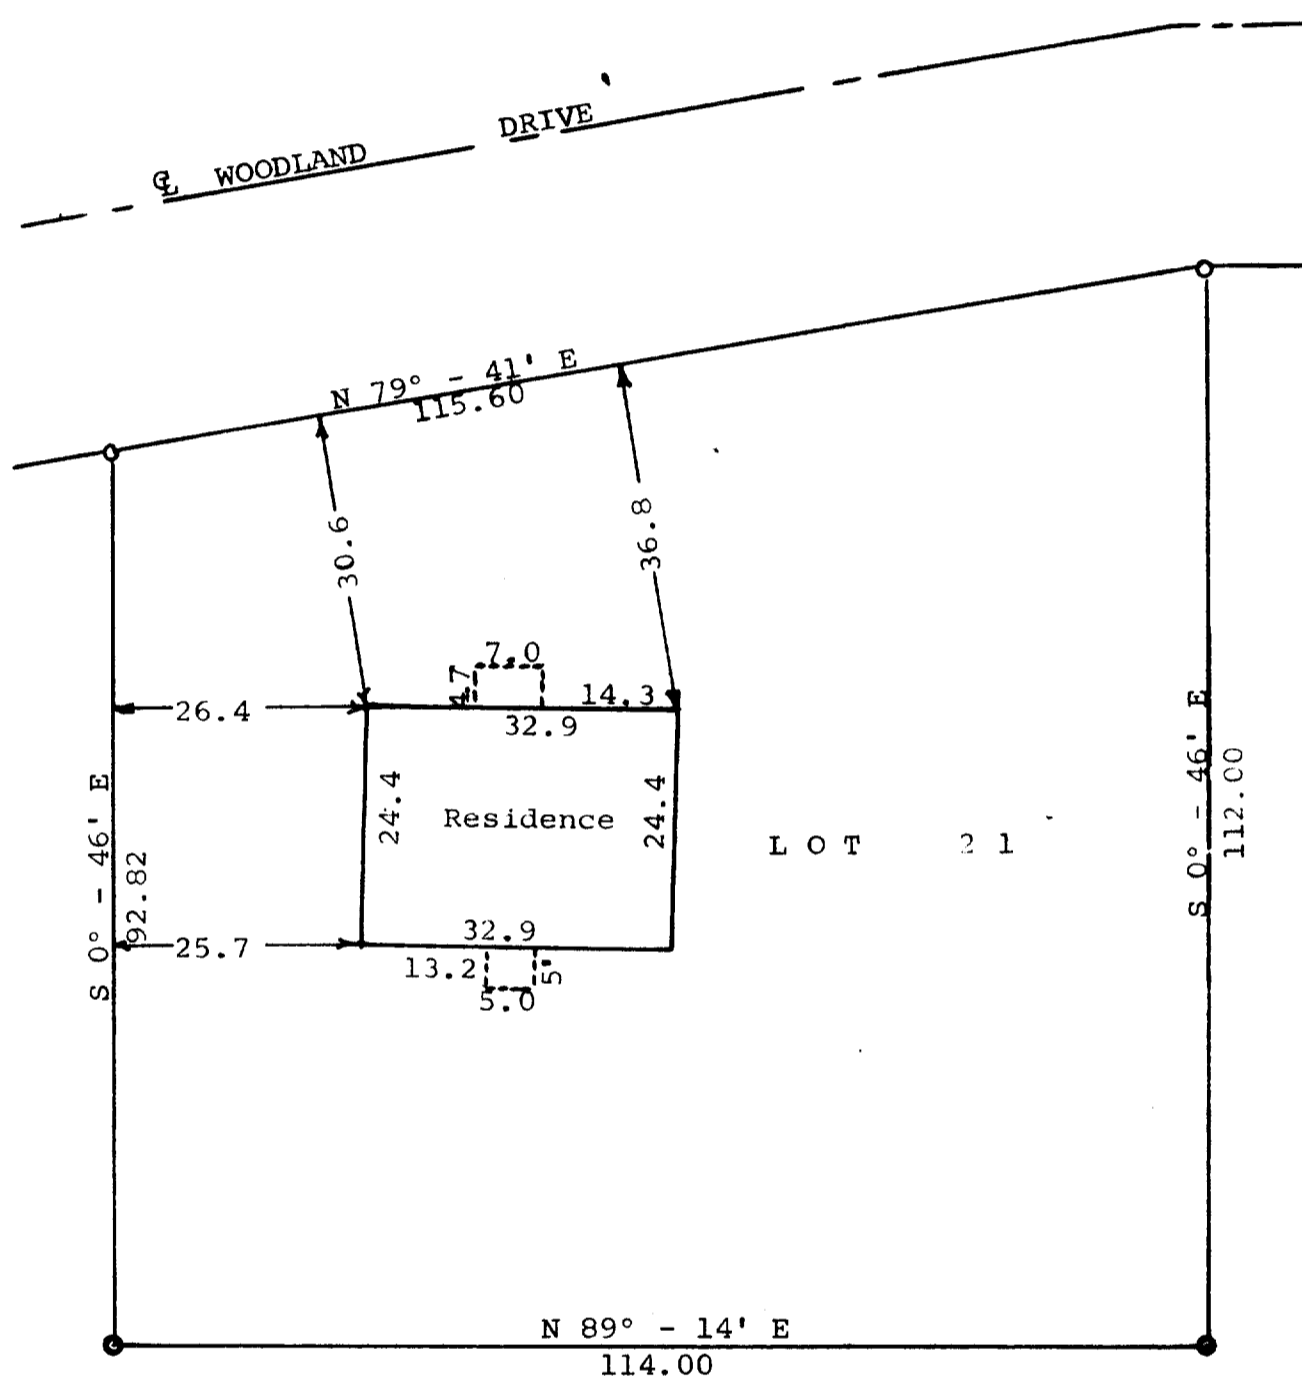 ℄ WOODLAND DRIVE
N 79° - 41' E
115.60
30.6
36.8
7.0
4.7
14.3
26.4
32.9
24.4
Residence
24.4
LOT 21
S 0° - 46' E
92.82
S 0° - 46' E
112.00
25.7
32.9
13.2
5'
5.0
N 89° - 14' E
114.00